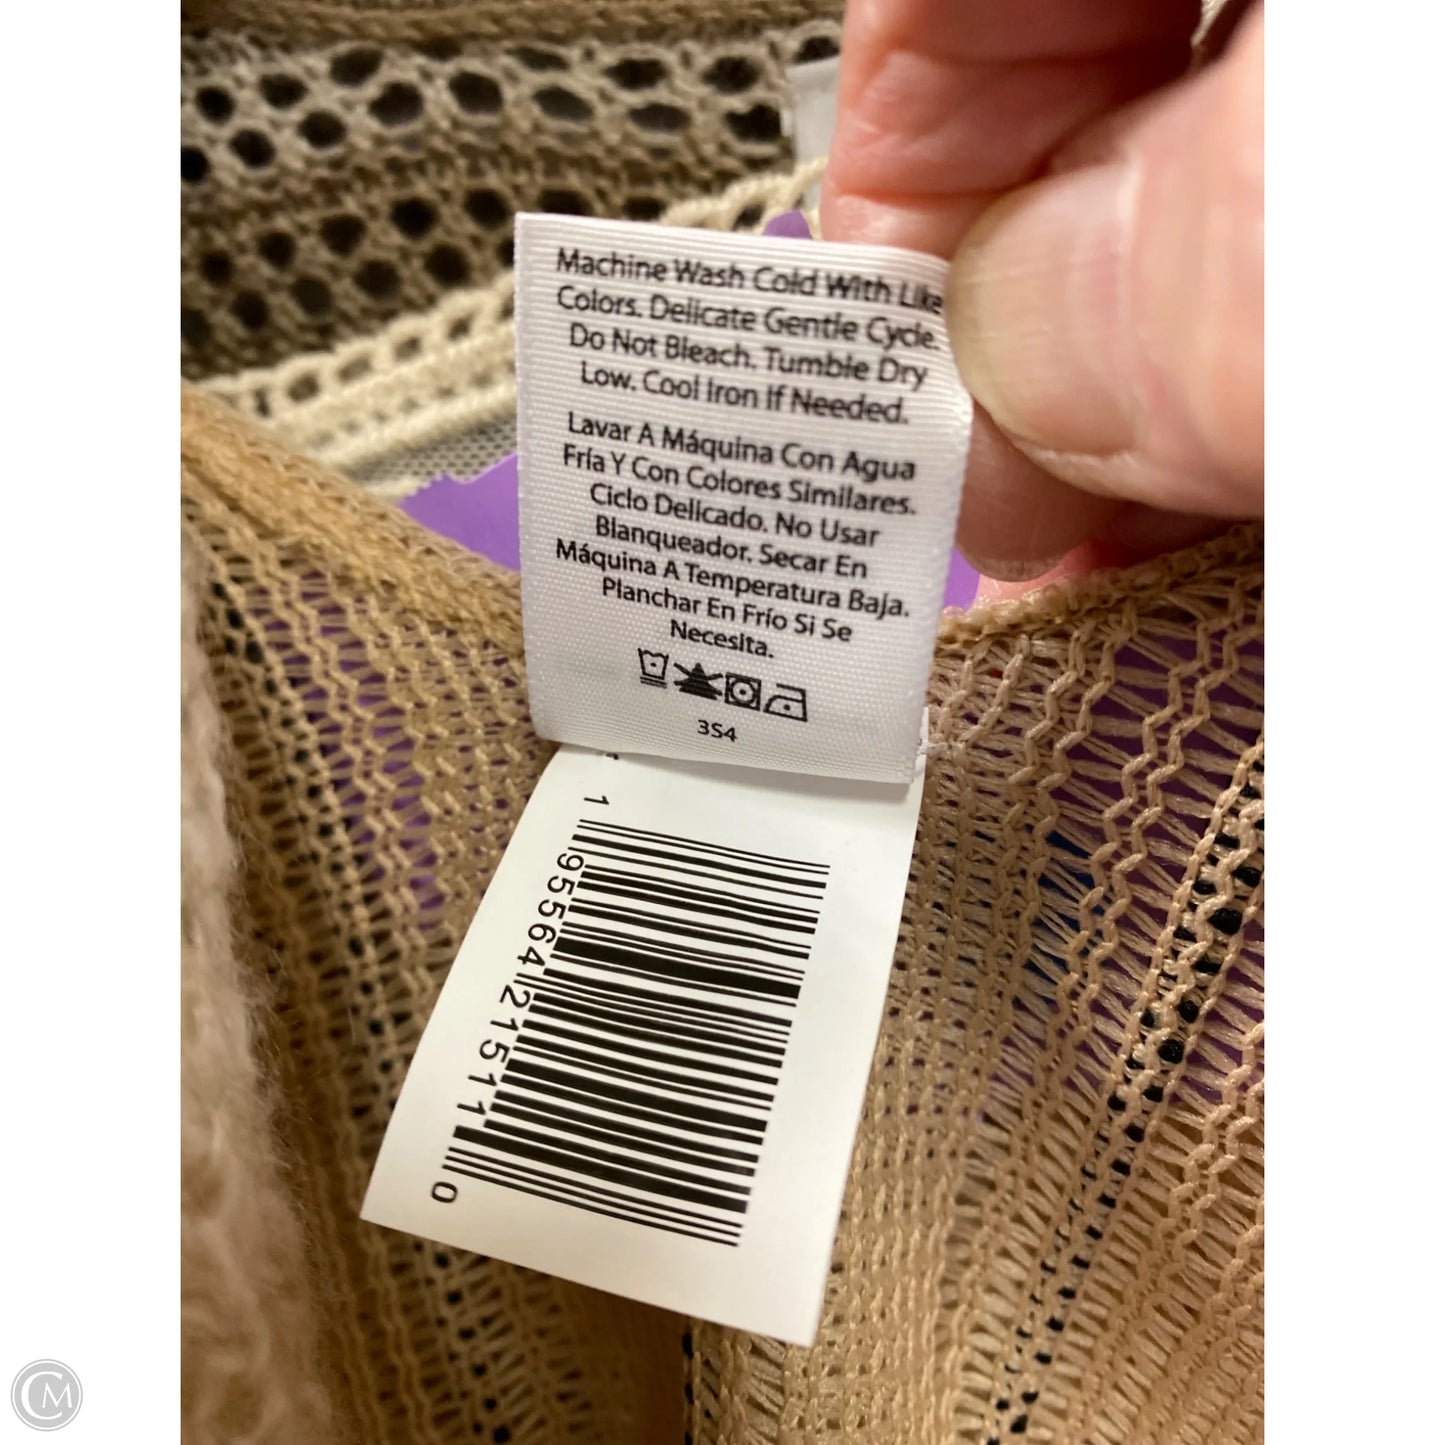 Machine Wash Cold With Like
Colors. Delicate Gentle Cycle.
Do Not Bleach. Tumble Dry
Low. Cool Iron If Needed.
Lavar A Máquina Con Agua
Fría Y Con Colores Similares.
Ciclo Delicado. No Usar
Blanqueador. Secar En
Máquina A Temperatura Baja.
Planchar En Frío Si Se
Necesita.
3S4
1 95564 21511 0
CM